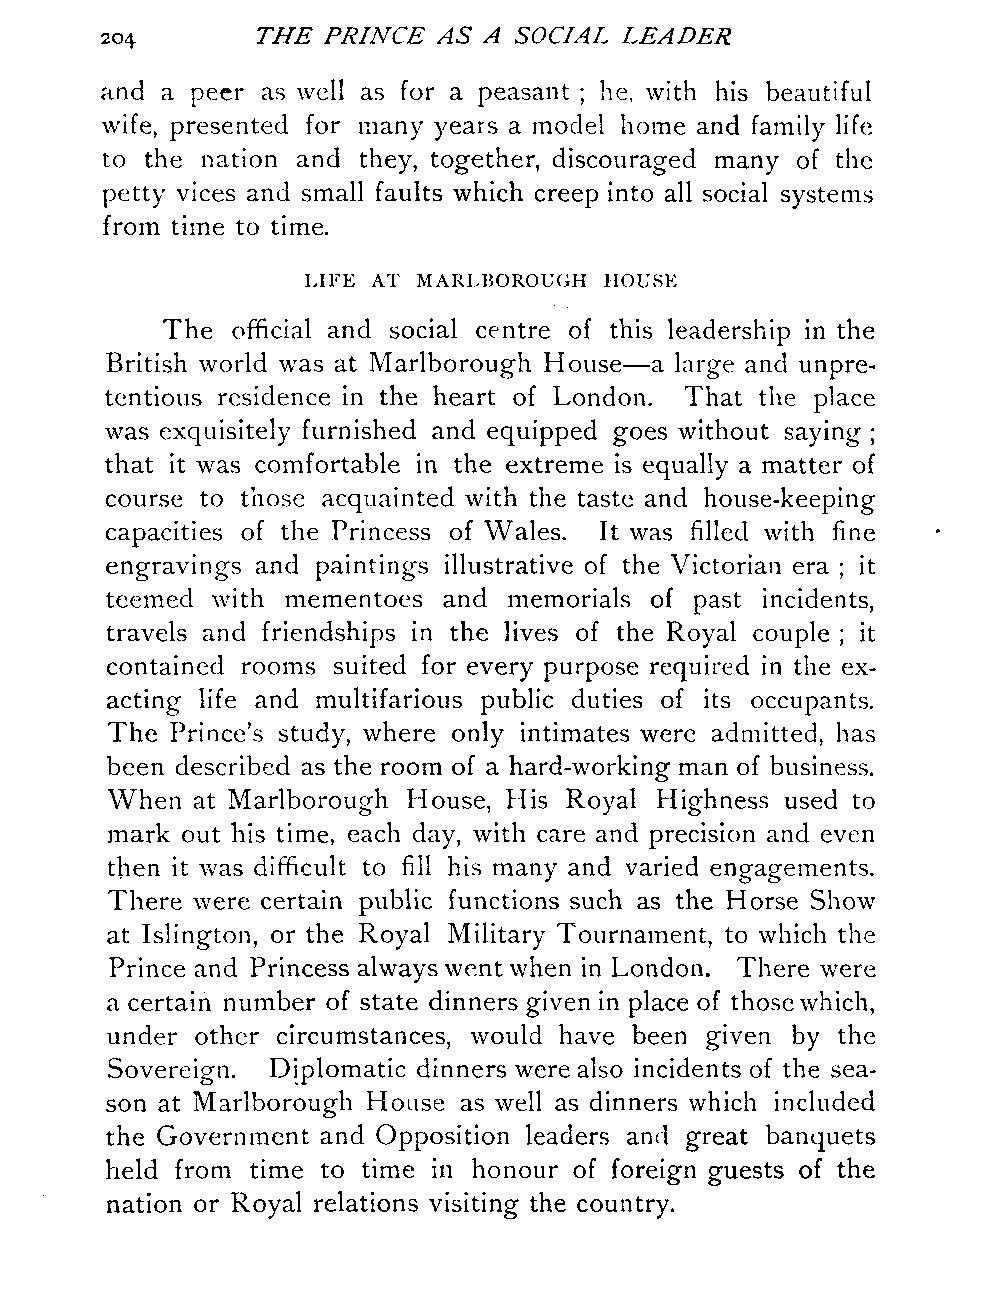 204 THE PRINCE AS A SOCIAL LEADER
and a peer as well as for a peasant ; he, with his beautiful
wife, presented for many years a model home and family life
to the nation and they, together, discouraged many of the
petty vices and small faults which creep into all social systems
from time to time.
LIFE AT MARLBOROUGH HOUSE
The official and social centre of this leadership in the
British world was at Marlborough House—a large and unpre-
tentious residence in the heart of London. That the place
was exquisitely furnished and equipped goes without saying ;
that it was comfortable in the extreme is equally a matter of
course to those acquainted with the taste and house-keeping
capacities of the Princess of Wales. It was filled with fine
engravings and paintings illustrative of the Victorian era ; it
teemed with mementoes and memorials of past incidents,
travels and friendships in the lives of the Royal couple ; it
contained rooms suited for every purpose required in the ex-
acting life and multifarious public duties of its occupants.
The Prince's study, where only intimates were admitted, has
been described as the room of a hard-working man of business.
When at Marlborough House, His Royal Highness used to
mark out his time, each day, with care and precision and even
then it was difficult to fill his many and varied engagements.
There were certain public functions such as the Horse Show
at Islington, or the Royal Military Tournament, to which the
Prince and Princess always went when in London. There were
a certain number of state dinners given in place of those which,
under other circumstances, would have been given by the
Sovereign. Diplomatic dinners were also incidents of the sea-
son at Marlborough House as well as dinners which included
the Government and Opposition leaders and great banquets
held from time to time in honour of foreign guests of the
nation or Royal relations visiting the country.